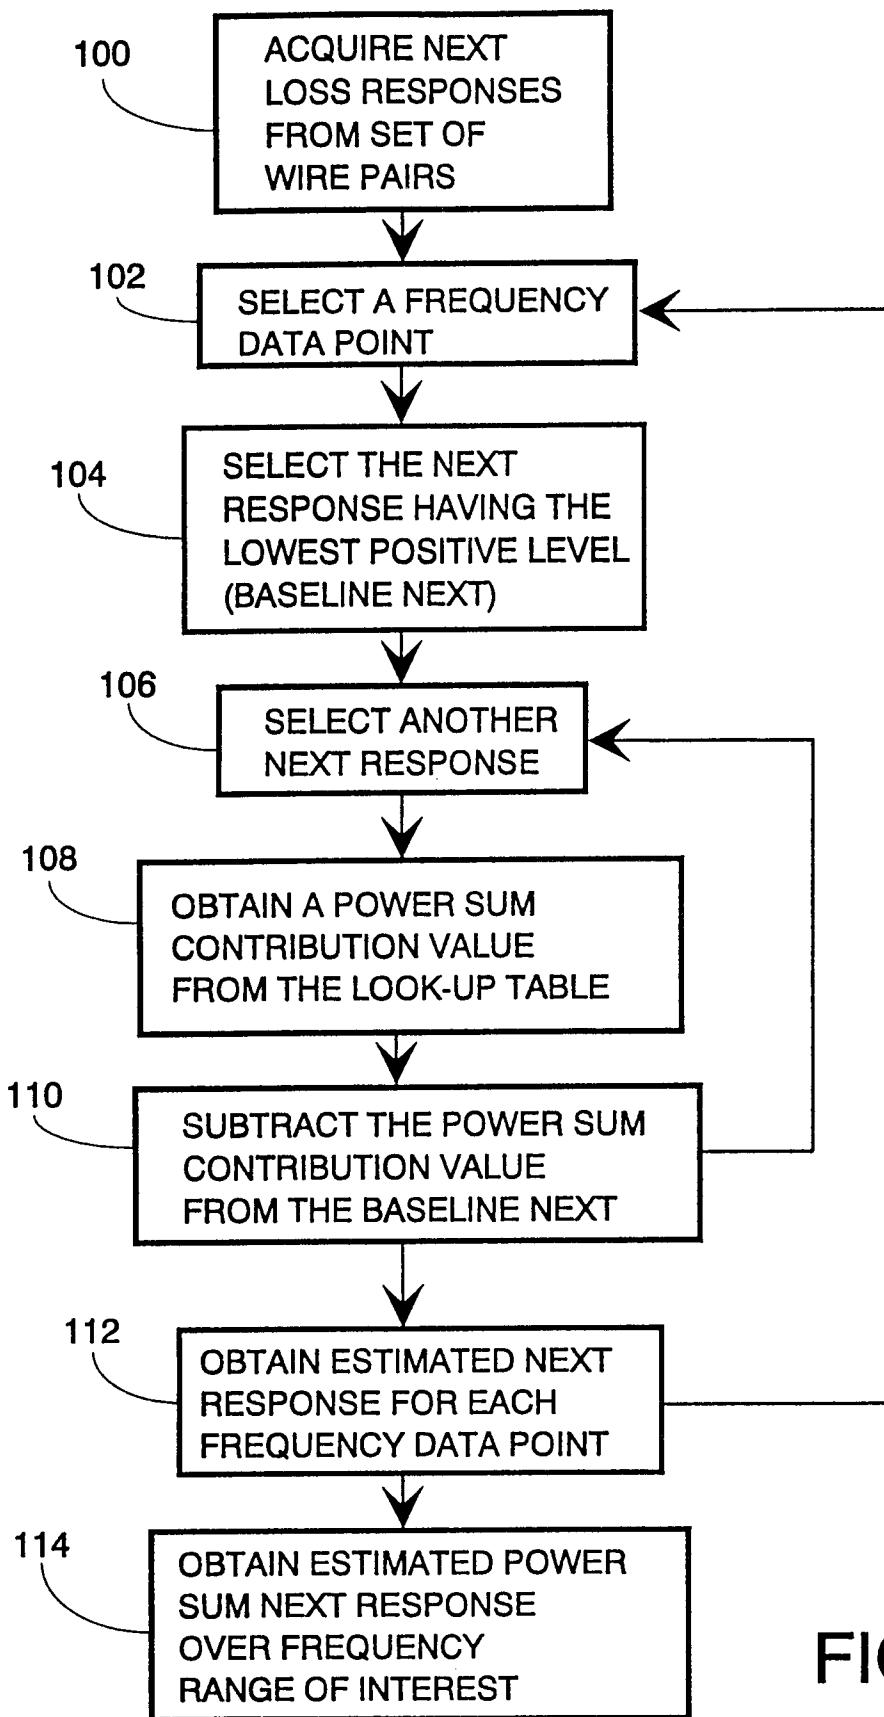 100
ACQUIRE NEXT
LOSS RESPONSES
FROM SET OF
WIRE PAIRS
102
SELECT A FREQUENCY
DATA POINT
104
SELECT THE NEXT
RESPONSE HAVING THE
LOWEST POSITIVE LEVEL
(BASELINE NEXT)
106
SELECT ANOTHER
NEXT RESPONSE
108
OBTAIN A POWER SUM
CONTRIBUTION VALUE
FROM THE LOOK-UP TABLE
110
SUBTRACT THE POWER SUM
CONTRIBUTION VALUE
FROM THE BASELINE NEXT
112
OBTAIN ESTIMATED NEXT
RESPONSE FOR EACH
FREQUENCY DATA POINT
114
OBTAIN ESTIMATED POWER
SUM NEXT RESPONSE
OVER FREQUENCY
RANGE OF INTEREST